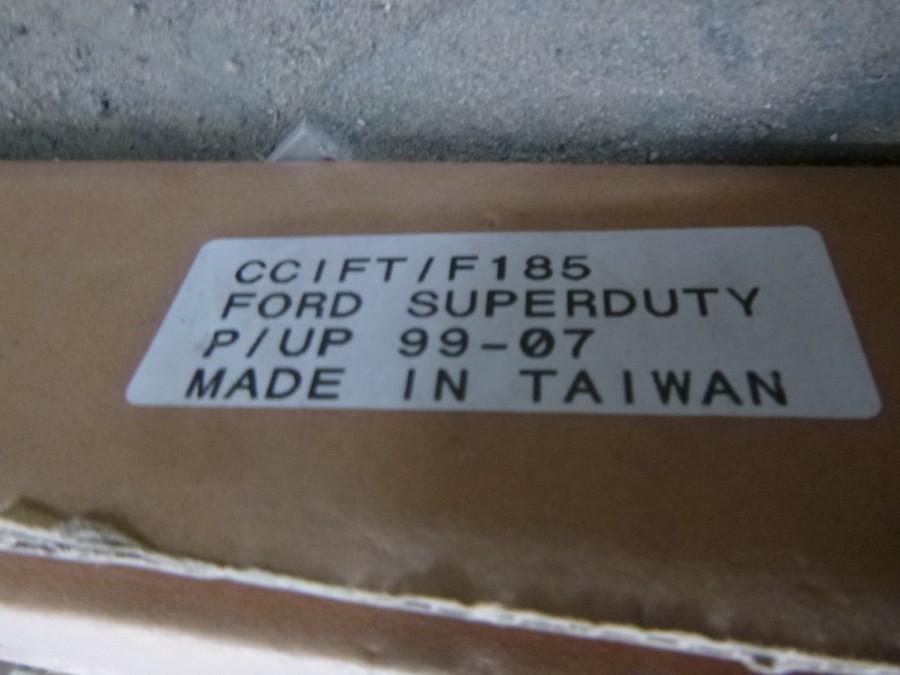 CCIFT/F185
FORD SUPERDUTY
P/UP 99-07
MADE IN TAIWAN